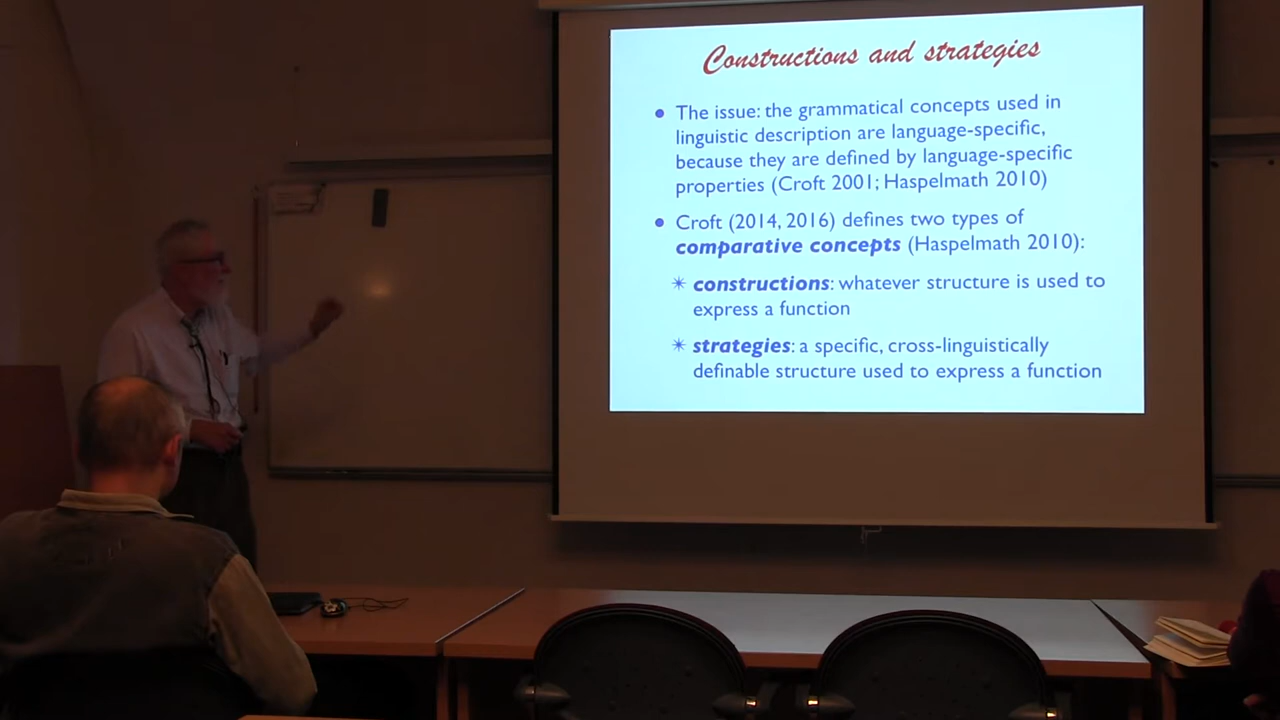 Constructions and strategies
• The issue: the grammatical concepts used in
linguistic description are language-specific,
because they are defined by language-specific
properties (Croft 2001; Haspelmath 2010)
• Croft (2014, 2016) defines two types of
comparative concepts (Haspelmath 2010):
✳ constructions: whatever structure is used to
express a function
✳ strategies: a specific, cross-linguistically
definable structure used to express a function